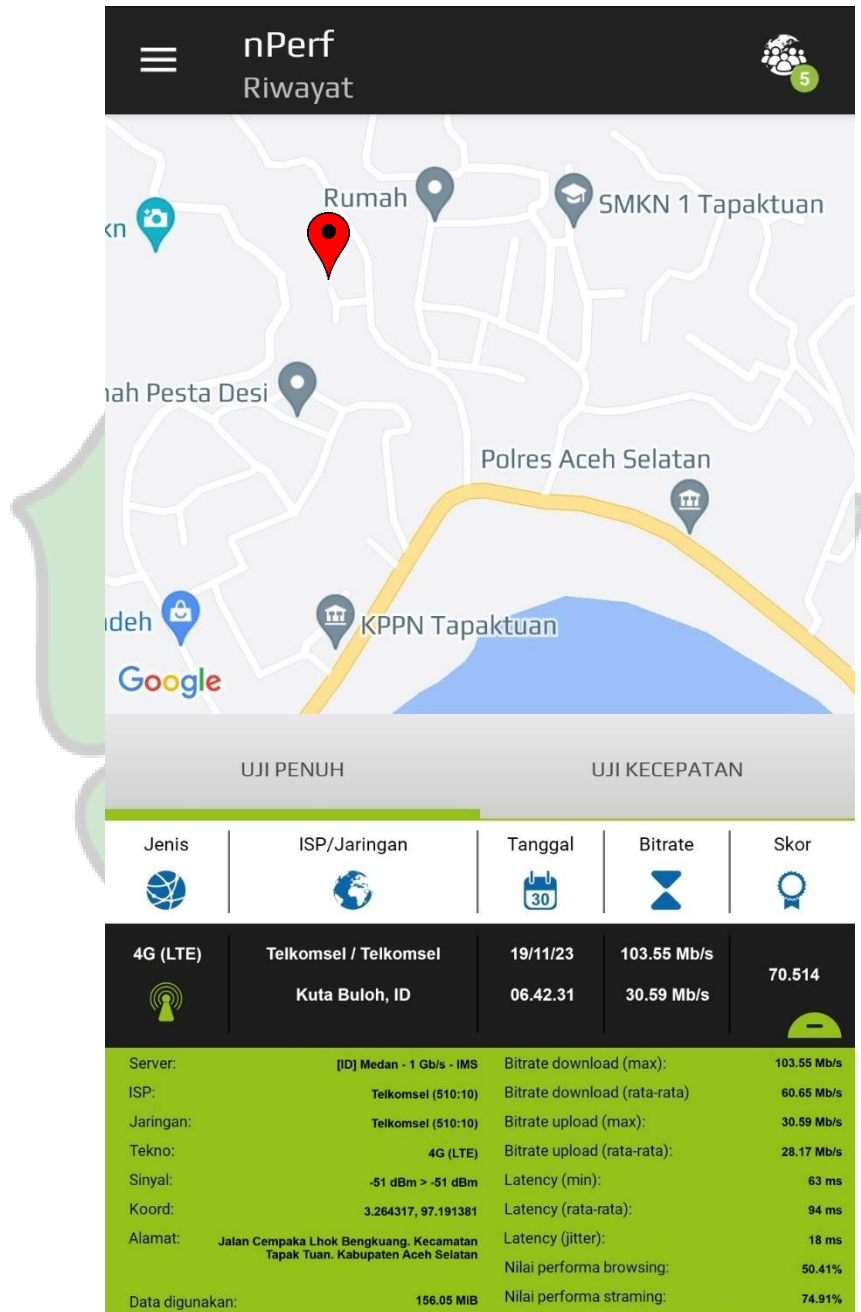 nPerf
Riwayat
5
Rumah
SMKN 1 Tapaktuan
kn
nah Pesta Desi
Polres Aceh Selatan
KPPN Tapaktuan
deh
Google
UJI PENUH
UJI KECEPATAN
Jenis
ISP/Jaringan
Tanggal
Bitrate
Skor
30
4G (LTE)
Telkomsel / Telkomsel
19/11/23
103.55 Mb/s
70.514
Kuta Buloh, ID
06.42.31
30.59 Mb/s
Server: [ID] Medan - 1 Gb/s - IMS
ISP: Telkomsel (510:10)
Jaringan: Telkomsel (510:10)
Tekno: 4G (LTE)
Sinyal: -51 dBm > -51 dBm
Koord: 3.264317, 97.191381
Alamat: Jalan Cempaka Lhok Bengkuang. Kecamatan
Tapak Tuan. Kabupaten Aceh Selatan
Data digunakan: 156.05 MiB
Bitrate download (max): 103.55 Mb/s
Bitrate download (rata-rata) 60.65 Mb/s
Bitrate upload (max): 30.59 Mb/s
Bitrate upload (rata-rata): 28.17 Mb/s
Latency (min): 63 ms
Latency (rata-rata): 94 ms
Latency (jitter): 18 ms
Nilai performa browsing: 50.41%
Nilai performa straming: 74.91%